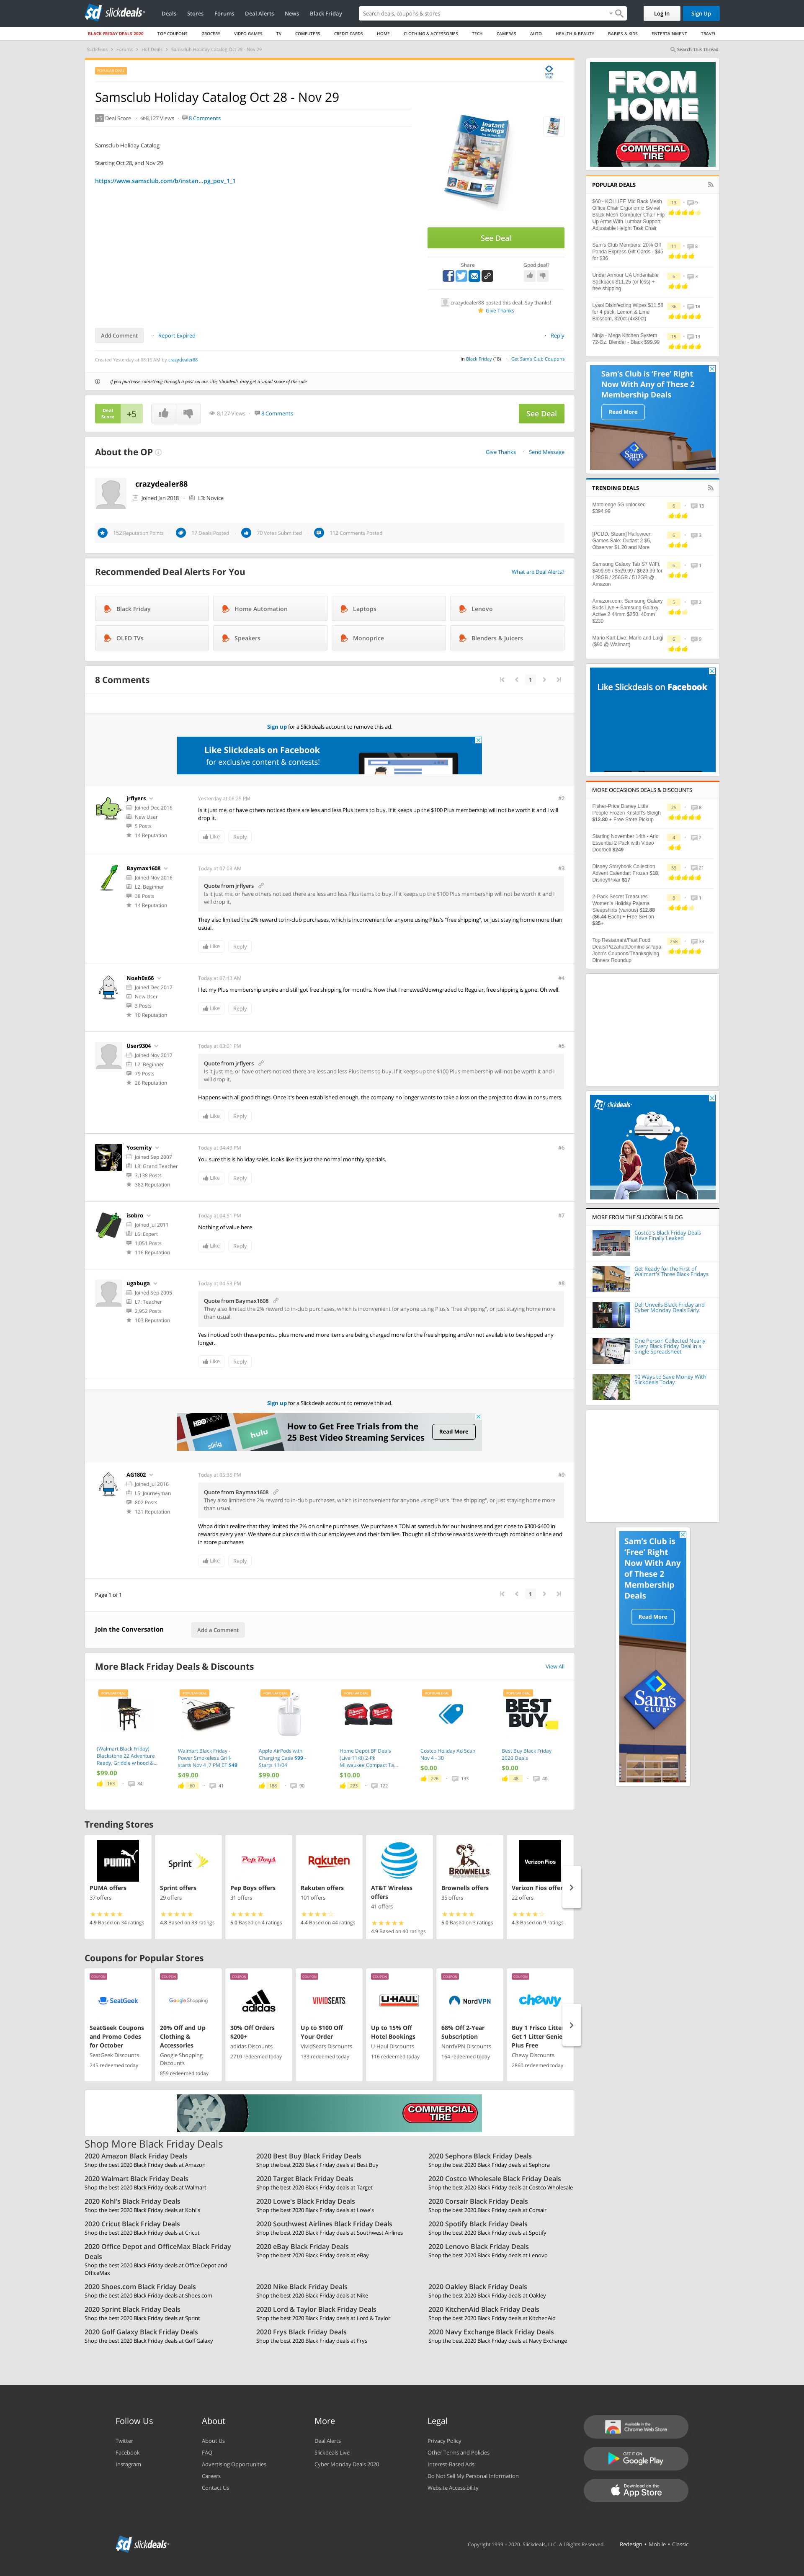 slickdeals
Deals
Stores
Forums
Deal Alerts
News
Black Friday
Search deals, coupons & stores
Log In
Sign Up
BLACK FRIDAY DEALS 2020
TOP COUPONS
GROCERY
VIDEO GAMES
TV
COMPUTERS
CREDIT CARDS
HOME
CLOTHING & ACCESSORIES
TECH
CAMERAS
AUTO
HEALTH & BEAUTY
BABIES & KIDS
ENTERTAINMENT
TRAVEL
Slickdeals > Forums > Hot Deals > Samsclub Holiday Catalog Oct 28 - Nov 29
Search This Thread
Samsclub Holiday Catalog Oct 28 - Nov 29
+5 Deal Score
8,127 Views
8 Comments
Samsclub Holiday Catalog
Starting Oct 28, end Nov 29
https://www.samsclub.com/b/instan...pg_pov_1_1
Instant Savings
See Deal
Share
Good deal?
crazydealer88 posted this deal. Say thanks!
Give Thanks
Add Comment
Report Expired
Reply
Created Yesterday at 08:16 AM by crazydealer88
in Black Friday (18)
Get Sam's Club Coupons
If you purchase something through a post on our site, Slickdeals may get a small share of the sale.
Deal Score
+5
8,127 Views
8 Comments
See Deal
About the OP
Give Thanks
Send Message
crazydealer88
Joined Jan 2018
L3: Novice
152 Reputation Points
17 Deals Posted
70 Votes Submitted
112 Comments Posted
Recommended Deal Alerts For You
What are Deal Alerts?
Black Friday
Home Automation
Laptops
Lenovo
OLED TVs
Speakers
Monoprice
Blenders & Juicers
8 Comments
1
Sign up for a Slickdeals account to remove this ad.
Like Slickdeals on Facebook
for exclusive content & contests!
jrflyers
Joined Dec 2016
New User
5 Posts
14 Reputation
Yesterday at 06:25 PM
#2
Is it just me, or have others noticed there are less and less Plus items to buy. If it keeps up the $100 Plus membership will not be worth it and I will
drop it.
Like
Reply
Baymax1608
Joined Nov 2016
L2: Beginner
38 Posts
14 Reputation
Today at 07:08 AM
#3
Quote from jrflyers
Is it just me, or have others noticed there are less and less Plus items to buy. If it keeps up the $100 Plus membership will not be worth it and I
will drop it.
They also limited the 2% reward to in-club purchases, which is inconvenient for anyone using Plus's "free shipping", or just staying home more than
usual.
Like
Reply
Noah0x66
Joined Dec 2017
New User
3 Posts
10 Reputation
Today at 07:43 AM
#4
I let my Plus membership expire and still got free shipping for months. Now that I renewed/downgraded to Regular, free shipping is gone. Oh well.
Like
Reply
User9304
Joined Nov 2017
L2: Beginner
79 Posts
26 Reputation
Today at 03:01 PM
#5
Quote from jrflyers
Is it just me, or have others noticed there are less and less Plus items to buy. If it keeps up the $100 Plus membership will not be worth it and I
will drop it.
Happens with all good things. Once it's been established enough, the company no longer wants to take a loss on the project to draw in consumers.
Like
Reply
Yosemity
Joined Sep 2007
L8: Grand Teacher
3,138 Posts
382 Reputation
Today at 04:49 PM
#6
You sure this is holiday sales, looks like it's just the normal monthly specials.
Like
Reply
isobro
Joined Jul 2011
L6: Expert
1,051 Posts
116 Reputation
Today at 04:51 PM
#7
Nothing of value here
Like
Reply
ugabuga
Joined Sep 2005
L7: Teacher
2,952 Posts
103 Reputation
Today at 04:53 PM
#8
Quote from Baymax1608
They also limited the 2% reward to in-club purchases, which is inconvenient for anyone using Plus's "free shipping", or just staying home more
than usual.
Yes i noticed both these points.. plus more and more items are being charged more for the free shipping and/or not available to be shipped any
longer.
Like
Reply
Sign up for a Slickdeals account to remove this ad.
HBO NOW
sling
hulu
How to Get Free Trials from the
25 Best Video Streaming Services
Read More
AG1802
Joined Jul 2016
L5: Journeyman
802 Posts
121 Reputation
Today at 05:35 PM
#9
Quote from Baymax1608
They also limited the 2% reward to in-club purchases, which is inconvenient for anyone using Plus's "free shipping", or just staying home more
than usual.
Whoa didn't realize that they limited the 2% on online purchases. We purchase a TON at samsclub for our business and get close to $300-$400 in
rewards every year. We share our plus card with our employees and their families. Thought all of those rewards were through combined online and
in store purchases
Like
Reply
Page 1 of 1
1
Join the Conversation
Add a Comment
More Black Friday Deals & Discounts
View All
(Walmart Black Friday)
Blackstone 22 Adventure
Ready, Griddle w hood &...
$99.00
163
84
Walmart Black Friday -
Power Smokeless Grill-
starts Nov 4 ,7 PM ET $49
$49.00
60
41
Apple AirPods with
Charging Case $99 -
Starts 11/04
$99.00
188
90
Home Depot BF Deals
(Live 11/8) 2-Pk
Milwaukee Compact Ta...
$10.00
223
122
Costco Holiday Ad Scan
Nov 4 - 30
$0.00
226
133
BEST BUY
Best Buy Black Friday
2020 Deals
$0.00
48
40
Trending Stores
PUMA
PUMA offers
37 offers
4.9 Based on 34 ratings
Sprint
Sprint offers
29 offers
4.8 Based on 33 ratings
Pep Boys
Pep Boys offers
31 offers
5.0 Based on 4 ratings
Rakuten
Rakuten offers
101 offers
4.4 Based on 44 ratings
AT&T Wireless
offers
41 offers
4.9 Based on 40 ratings
BROWNELLS
Brownells offers
35 offers
5.0 Based on 3 ratings
Verizon Fios
Verizon Fios offers
22 offers
4.3 Based on 9 ratings
Coupons for Popular Stores
COUPON
SeatGeek
SeatGeek Coupons
and Promo Codes
for October
SeatGeek Discounts
245 redeemed today
COUPON
Google Shopping
20% Off and Up
Clothing &
Accessories
Google Shopping
Discounts
859 redeemed today
COUPON
adidas
30% Off Orders
$200+
adidas Discounts
2710 redeemed today
COUPON
VIVIDSEATS
Up to $100 Off
Your Order
VividSeats Discounts
133 redeemed today
COUPON
U-HAUL
Up to 15% Off
Hotel Bookings
U-Haul Discounts
116 redeemed today
COUPON
NordVPN
68% Off 2-Year
Subscription
NordVPN Discounts
164 redeemed today
COUPON
chewy
Buy 1 Frisco Litter,
Get 1 Litter Genie
Plus Free
Chewy Discounts
2860 redeemed today
COMMERCIAL TIRE
Shop More Black Friday Deals
2020 Amazon Black Friday Deals
Shop the best 2020 Black Friday deals at Amazon
2020 Best Buy Black Friday Deals
Shop the best 2020 Black Friday deals at Best Buy
2020 Sephora Black Friday Deals
Shop the best 2020 Black Friday deals at Sephora
2020 Walmart Black Friday Deals
Shop the best 2020 Black Friday deals at Walmart
2020 Target Black Friday Deals
Shop the best 2020 Black Friday deals at Target
2020 Costco Wholesale Black Friday Deals
Shop the best 2020 Black Friday deals at Costco Wholesale
2020 Kohl's Black Friday Deals
Shop the best 2020 Black Friday deals at Kohl's
2020 Lowe's Black Friday Deals
Shop the best 2020 Black Friday deals at Lowe's
2020 Corsair Black Friday Deals
Shop the best 2020 Black Friday deals at Corsair
2020 Cricut Black Friday Deals
Shop the best 2020 Black Friday deals at Cricut
2020 Southwest Airlines Black Friday Deals
Shop the best 2020 Black Friday deals at Southwest Airlines
2020 Spotify Black Friday Deals
Shop the best 2020 Black Friday deals at Spotify
2020 Office Depot and OfficeMax Black Friday
Deals
Shop the best 2020 Black Friday deals at Office Depot and
OfficeMax
2020 eBay Black Friday Deals
Shop the best 2020 Black Friday deals at eBay
2020 Lenovo Black Friday Deals
Shop the best 2020 Black Friday deals at Lenovo
2020 Shoes.com Black Friday Deals
Shop the best 2020 Black Friday deals at Shoes.com
2020 Nike Black Friday Deals
Shop the best 2020 Black Friday deals at Nike
2020 Oakley Black Friday Deals
Shop the best 2020 Black Friday deals at Oakley
2020 Sprint Black Friday Deals
Shop the best 2020 Black Friday deals at Sprint
2020 Lord & Taylor Black Friday Deals
Shop the best 2020 Black Friday deals at Lord & Taylor
2020 KitchenAid Black Friday Deals
Shop the best 2020 Black Friday deals at KitchenAid
2020 Golf Galaxy Black Friday Deals
Shop the best 2020 Black Friday deals at Golf Galaxy
2020 Frys Black Friday Deals
Shop the best 2020 Black Friday deals at Frys
2020 Navy Exchange Black Friday Deals
Shop the best 2020 Black Friday deals at Navy Exchange
FROM
HOME
COMMERCIAL
TIRE
POPULAR DEALS
$60 - KOLLIEE Mid Back Mesh
Office Chair Ergonomic Swivel
Black Mesh Computer Chair Flip
Up Arms With Lumbar Support
Adjustable Height Task Chair
13
9
Sam's Club Members: 20% Off
Panda Express Gift Cards - $45
for $36
11
8
Under Armour UA Undeniable
Sackpack $11.25 (or less) +
free shipping
6
3
Lysol Disinfecting Wipes $11.58
for 4 pack. Lemon & Lime
Blossom, 320ct (4x80ct)
36
18
Ninja - Mega Kitchen System
72-Oz. Blender - Black $99.99
15
13
Sam's Club is 'Free' Right
Now With Any of These 2
Membership Deals
Read More
Sam's
TRENDING DEALS
Moto edge 5G unlocked
$394.99
8
13
[PCDD, Steam] Halloween
Games Sale: Outlast 2 $5,
Observer $1.20 and More
6
3
Samsung Galaxy Tab S7 WiFi,
$499.99 / $529.99 / $629.99 for
128GB / 256GB / 512GB @
Amazon
6
1
Amazon.com: Samsung Galaxy
Buds Live + Samsung Galaxy
Active 2 44mm $250, 40mm
$230
5
2
Mario Kart Live: Mario and Luigi
($90 @ Walmart)
6
9
Like Slickdeals on Facebook
MORE OCCASIONS DEALS & DISCOUNTS
Fisher-Price Disney Little
People Frozen Kristoff's Sleigh
$12.80 + Free Store Pickup
25
8
Starting November 14th - Arlo
Essential 2 Pack with Video
Doorbell $249
4
2
Disney Storybook Collection
Advent Calendar: Frozen $18,
Disney/Pixar $17
59
21
2-Pack Secret Treasures
Women's Holiday Pajama
Sleepshirts (various) $12.88
($6.44 Each) + Free S/H on
$35+
8
1
Top Restaurant/Fast Food
Deals/Pizzahut/Domino's/Papa
John's Coupons/Thanksgiving
Dinners Roundup
258
33
slickdeals
MORE FROM THE SLICKDEALS BLOG
Costco's Black Friday Deals
Have Finally Leaked
Get Ready for the First of
Walmart's Three Black Fridays
Dell Unveils Black Friday and
Cyber Monday Deals Early
One Person Collected Nearly
Every Black Friday Deal in a
Single Spreadsheet
10 Ways to Save Money With
Slickdeals Today
Sam's Club is
'Free' Right
Now With Any
of These 2
Membership
Deals
Read More
Sam's
CLUB
Follow Us
Twitter
Facebook
Instagram
About
About Us
FAQ
Advertising Opportunities
Careers
Contact Us
More
Deal Alerts
Slickdeals Live
Cyber Monday Deals 2020
Legal
Privacy Policy
Other Terms and Policies
Interest-Based Ads
Do Not Sell My Personal Information
Website Accessibility
Available in the
Chrome Web Store
GET IT ON
Google Play
Download on the
App Store
slickdeals
Copyright 1999 - 2020. Slickdeals, LLC. All Rights Reserved.
Redesign • Mobile • Classic